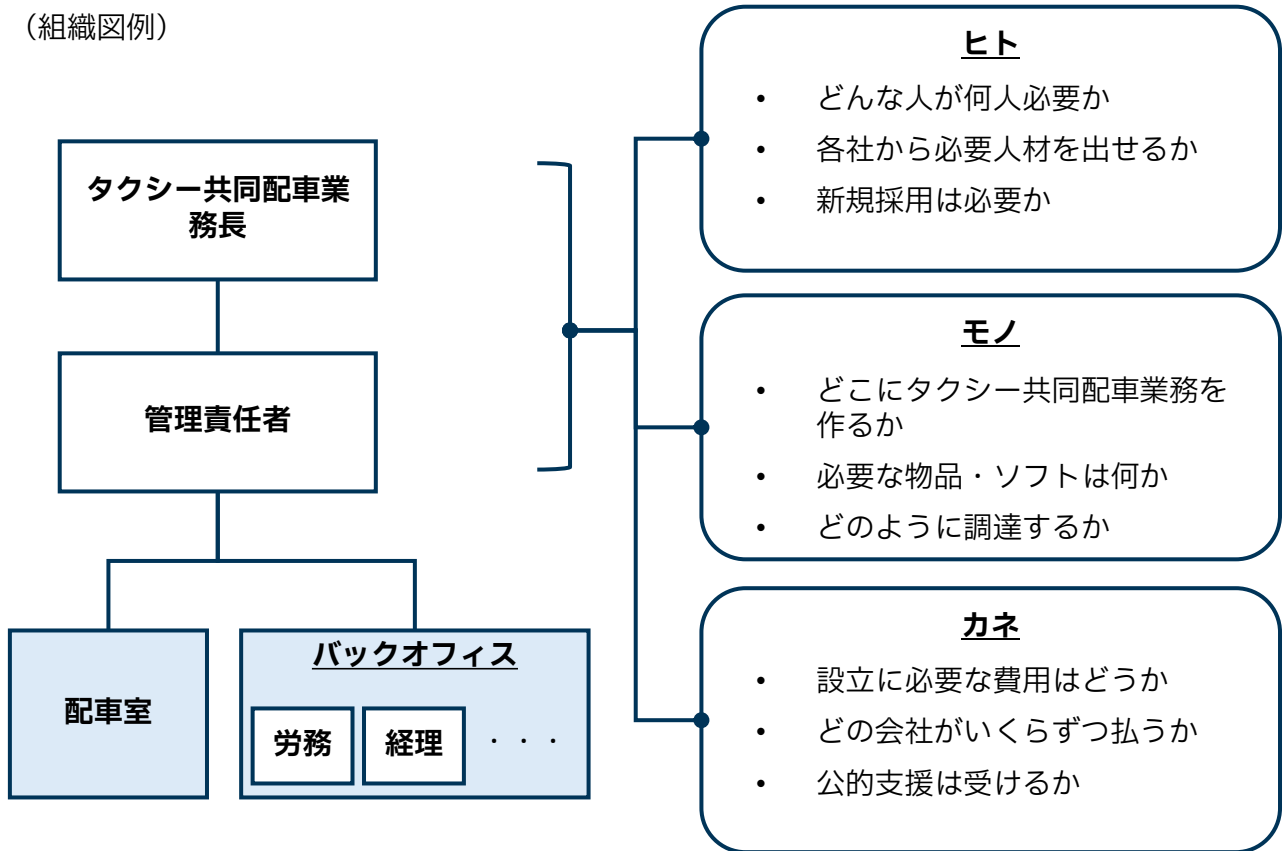 （組織図例）
タクシー共同配車業
務長
管理責任者
配車室
バックオフィス
労務
経理
・・・
ヒト
• どんな人が何人必要か
• 各社から必要人材を出せるか
• 新規採用は必要か
モノ
• どこにタクシー共同配車業務を
作るか
• 必要な物品・ソフトは何か
• どのように調達するか
カネ
• 設立に必要な費用はどうか
• どの会社がいくらずつ払うか
• 公的支援は受けるか